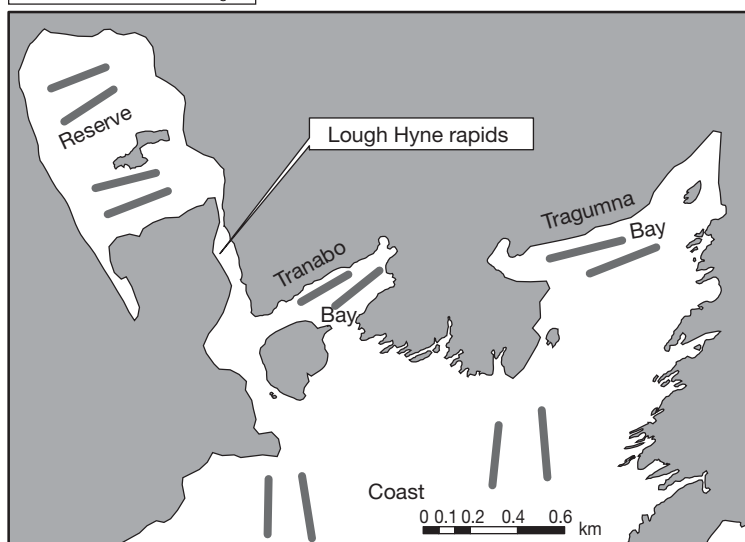 Reserve
Lough Hyne rapids
Tragumna
Bay
Tranabo
Bay
Coast
0 0.1 0.2 0.4 0.6
km